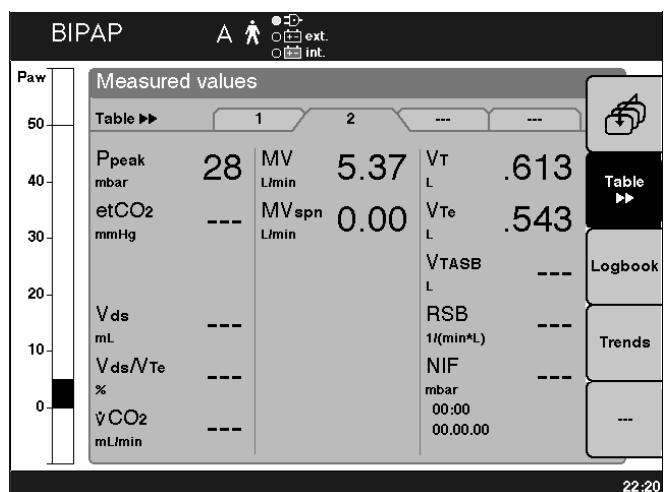 BIPAP A ext.
int.
Paw
50
40
30
20
10
0
Measured values
Table ▶▶ 1 2 --- ---
Ppeak 28 MV 5.37 VT .613
mbar L/min L
etCO2 --- MVspn 0.00 VTe .543
mmHg L/min L
VTASB ---
L
Vds --- RSB ---
mL 1/(min*L)
Vds/VTe --- NIF ---
% mbar
V̇CO2 --- 00:00
mL/min 00.00.00
Table
▶▶
Logbook
Trends
---
22:20